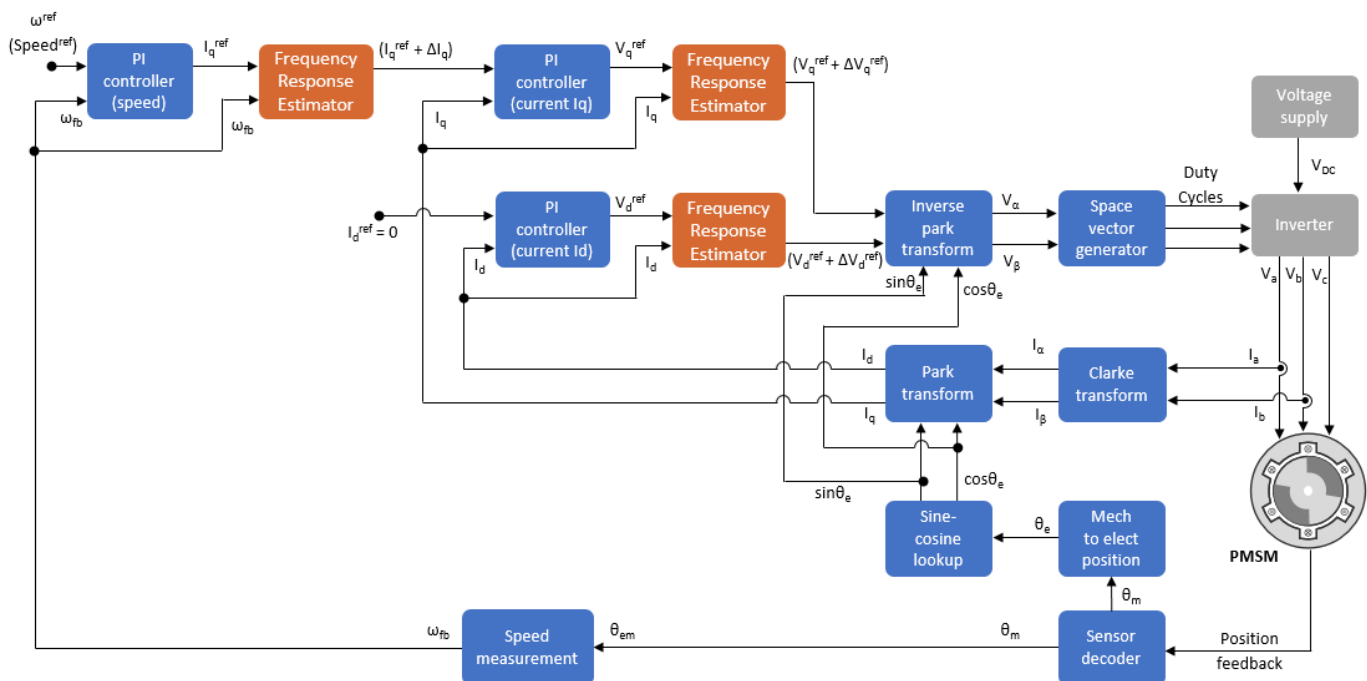 ω^ref
(Speed^ref)
ω_fb
PI
controller
(speed)
I_q^ref
ω_fb
Frequency
Response
Estimator
(I_q^ref + ΔI_q)
I_q
PI
controller
(current Iq)
V_q^ref
I_q
Frequency
Response
Estimator
(V_q^ref + ΔV_q^ref)
Voltage
supply
V_DC
I_d^ref = 0
I_d
PI
controller
(current Id)
V_d^ref
I_d
Frequency
Response
Estimator
(V_d^ref + ΔV_d^ref)
Inverse
park
transform
V_α
V_β
Space
vector
generator
Duty
Cycles
Inverter
V_a
V_b
V_c
sinθ_e
cosθ_e
I_d
I_q
Park
transform
I_α
I_β
Clarke
transform
I_a
I_b
sinθ_e
cosθ_e
Sine-
cosine
lookup
θ_e
Mech
to elect
position
PMSM
θ_m
ω_fb
Speed
measurement
θ_em
θ_m
Sensor
decoder
Position
feedback